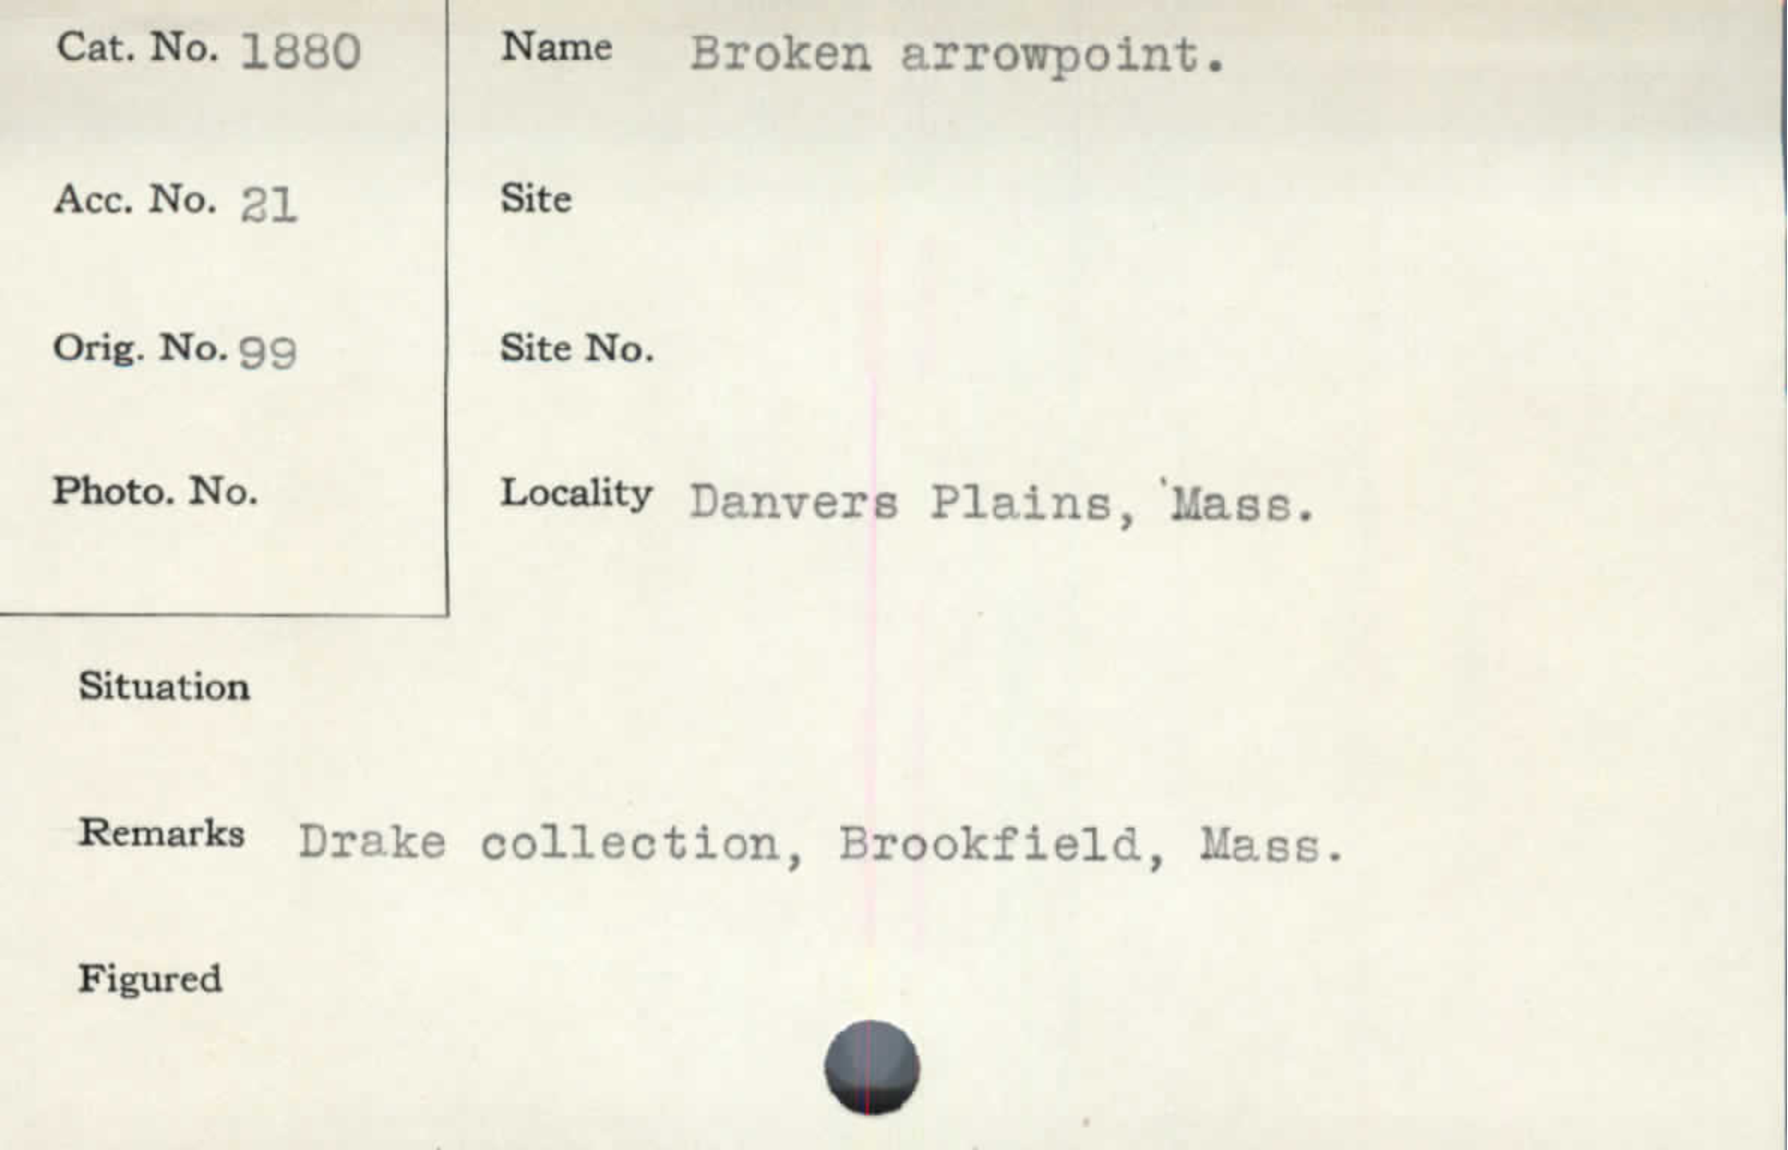 Cat. No. 1880
Acc. No. 21
Orig. No. 99
Photo. No.
Name Broken arrowpoint.
Site
Site No.
Locality Danvers Plains, Mass.
Situation
Remarks Drake collection, Brookfield, Mass.
Figured